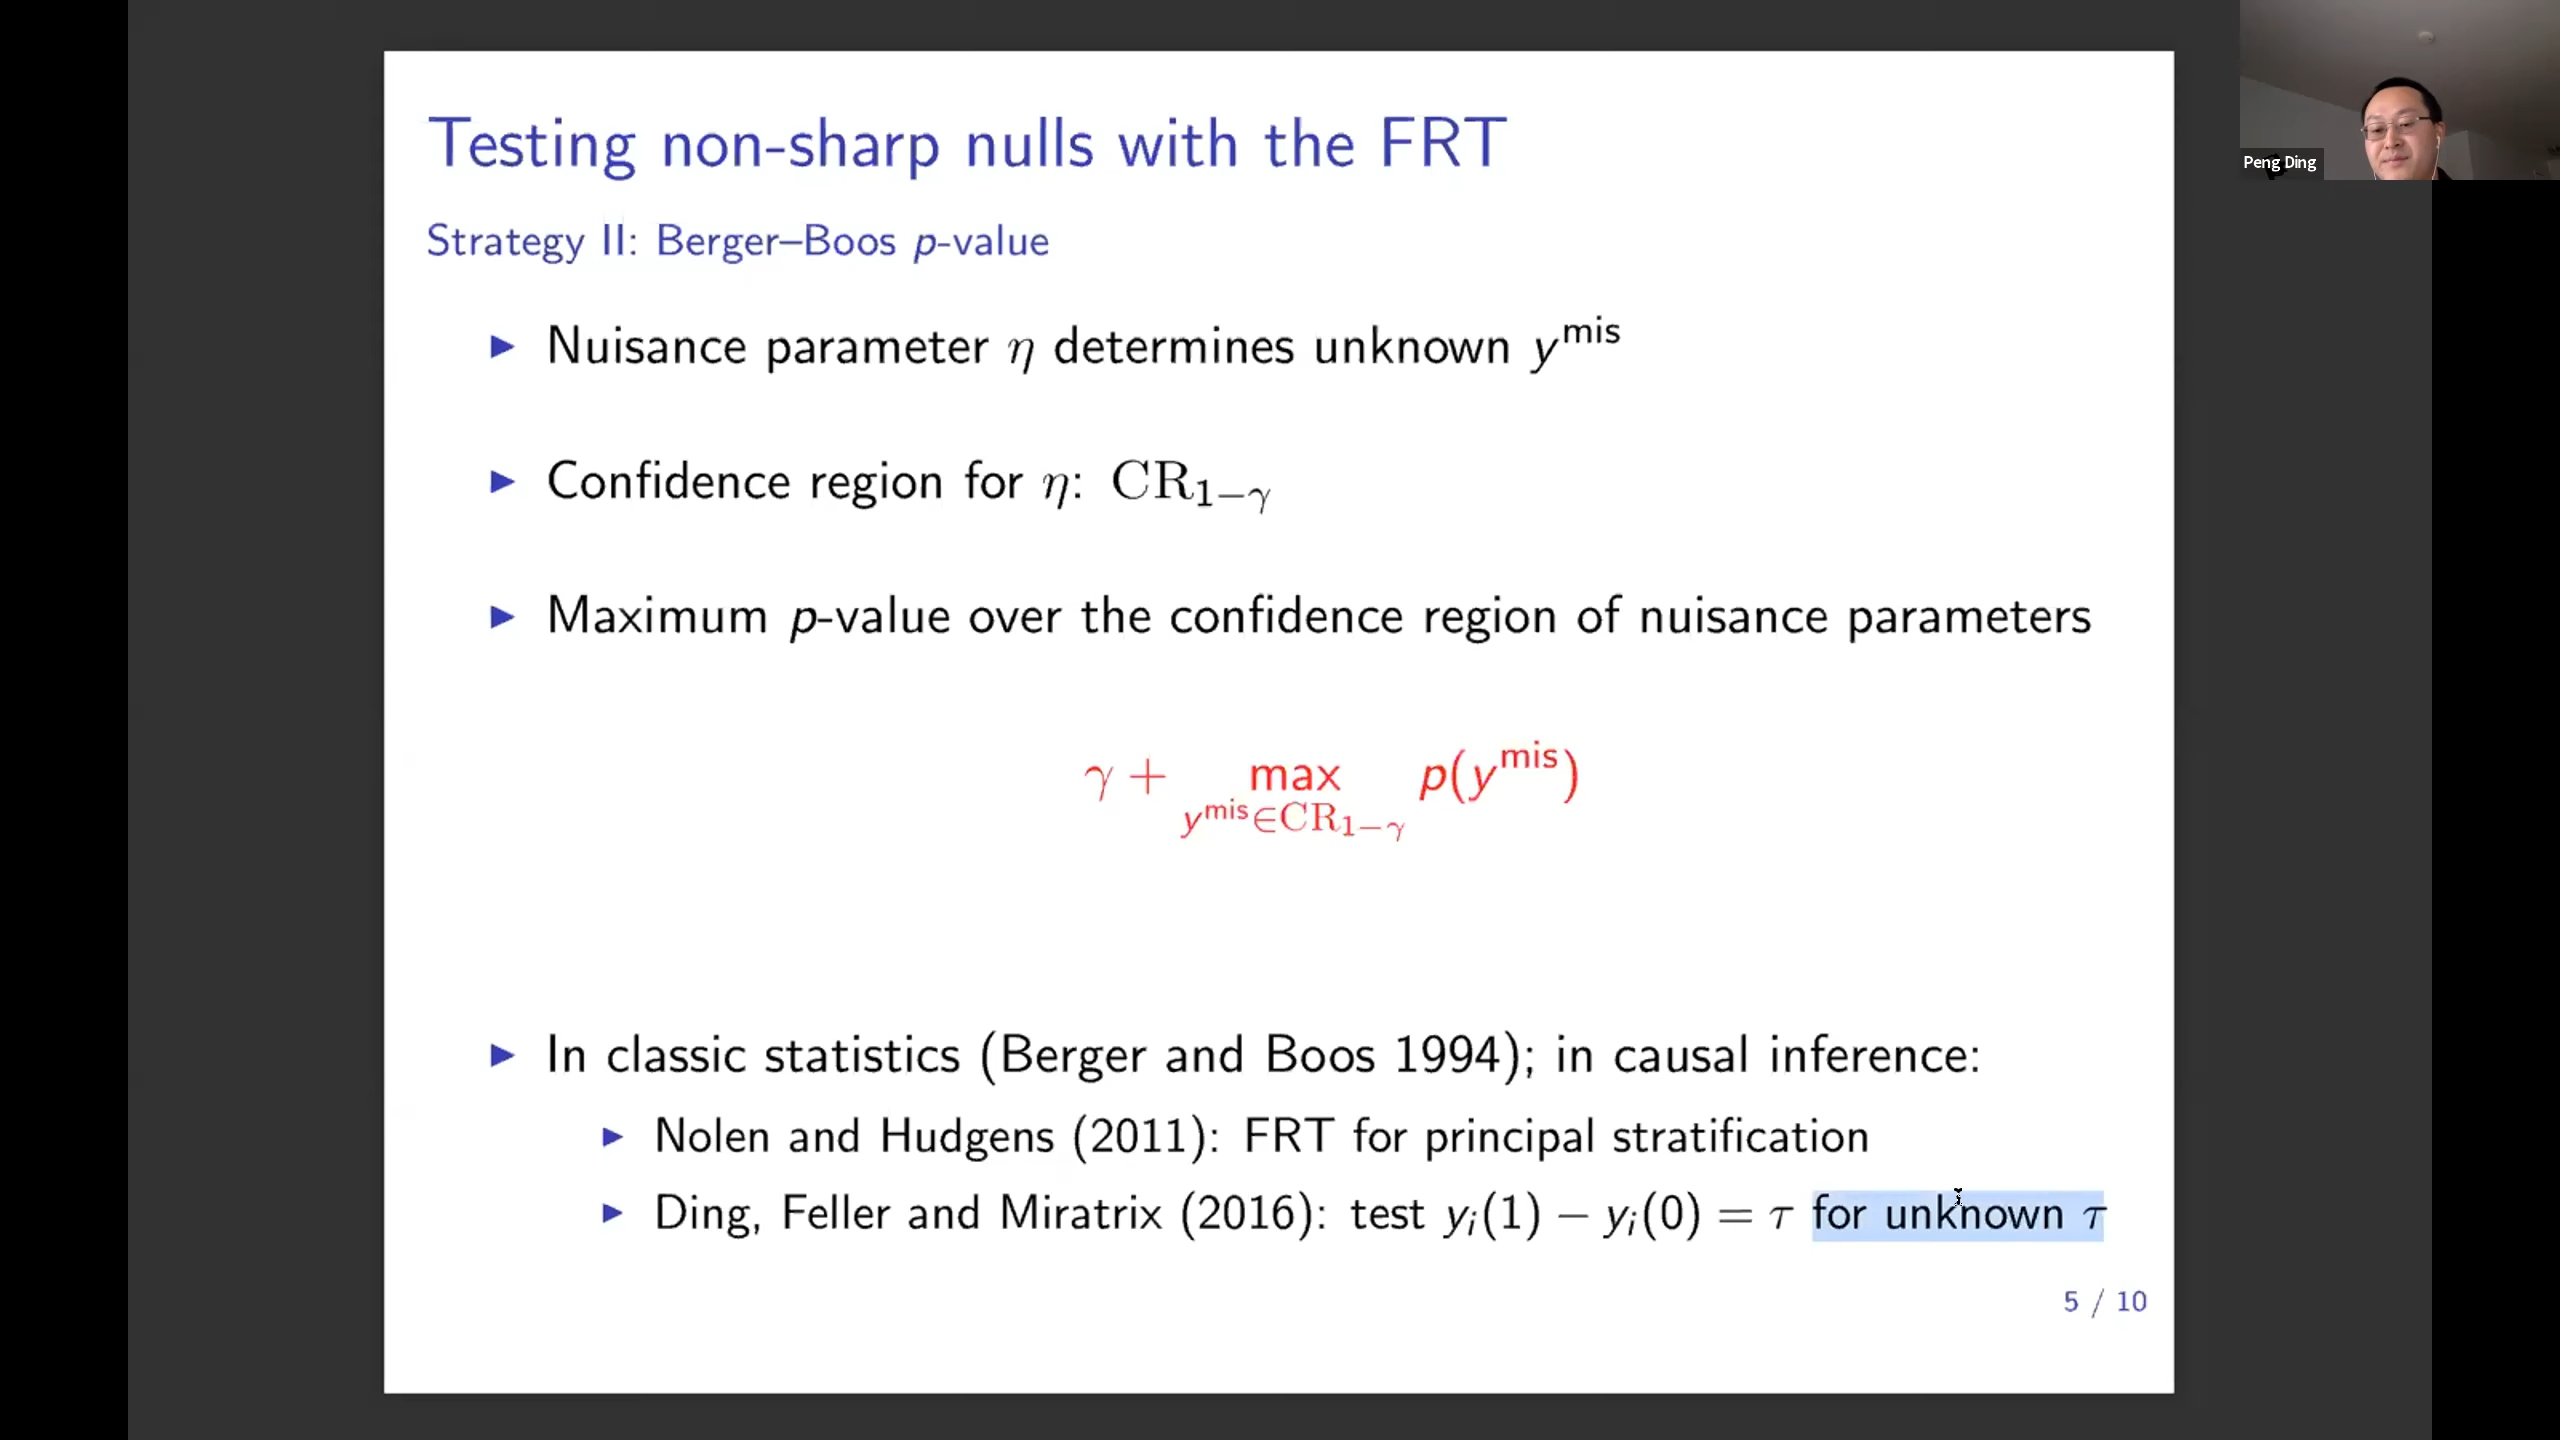 Testing non-sharp nulls with the FRT
Peng Ding
Strategy II: Berger–Boos p-value
▶ Nuisance parameter η determines unknown y^mis
▶ Confidence region for η: CR_{1−γ}
▶ Maximum p-value over the confidence region of nuisance parameters
γ + max p(y^mis)
y^mis∈CR_{1−γ}
▶ In classic statistics (Berger and Boos 1994); in causal inference:
▶ Nolen and Hudgens (2011): FRT for principal stratification
▶ Ding, Feller and Miratrix (2016): test y_i(1) − y_i(0) = τ for unknown τ
5 / 10